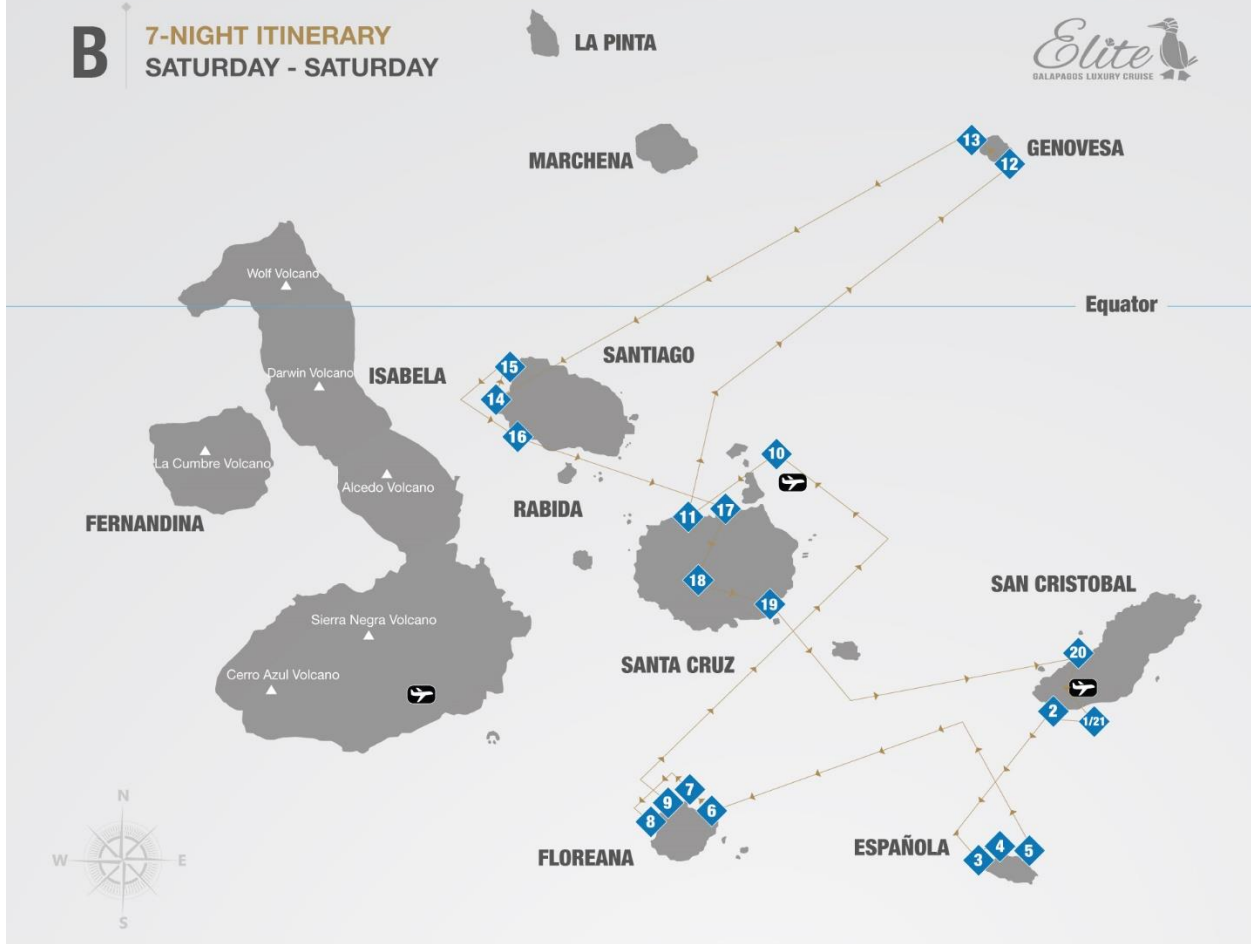 B
7-NIGHT ITINERARY
SATURDAY - SATURDAY
LA PINTA
Elite
GALAPAGOS LUXURY CRUISE
MARCHENA
13
12
GENOVESA
Wolf Volcano
Equator
Darwin Volcano
ISABELA
15
SANTIAGO
14
16
La Cumbre Volcano
Alcedo Volcano
10
FERNANDINA
RABIDA
11
17
18
19
SAN CRISTOBAL
Sierra Negra Volcano
SANTA CRUZ
20
Cerro Azul Volcano
2
1/21
N
W
E
S
7
9
6
8
FLOREANA
ESPAÑOLA
4
3
5